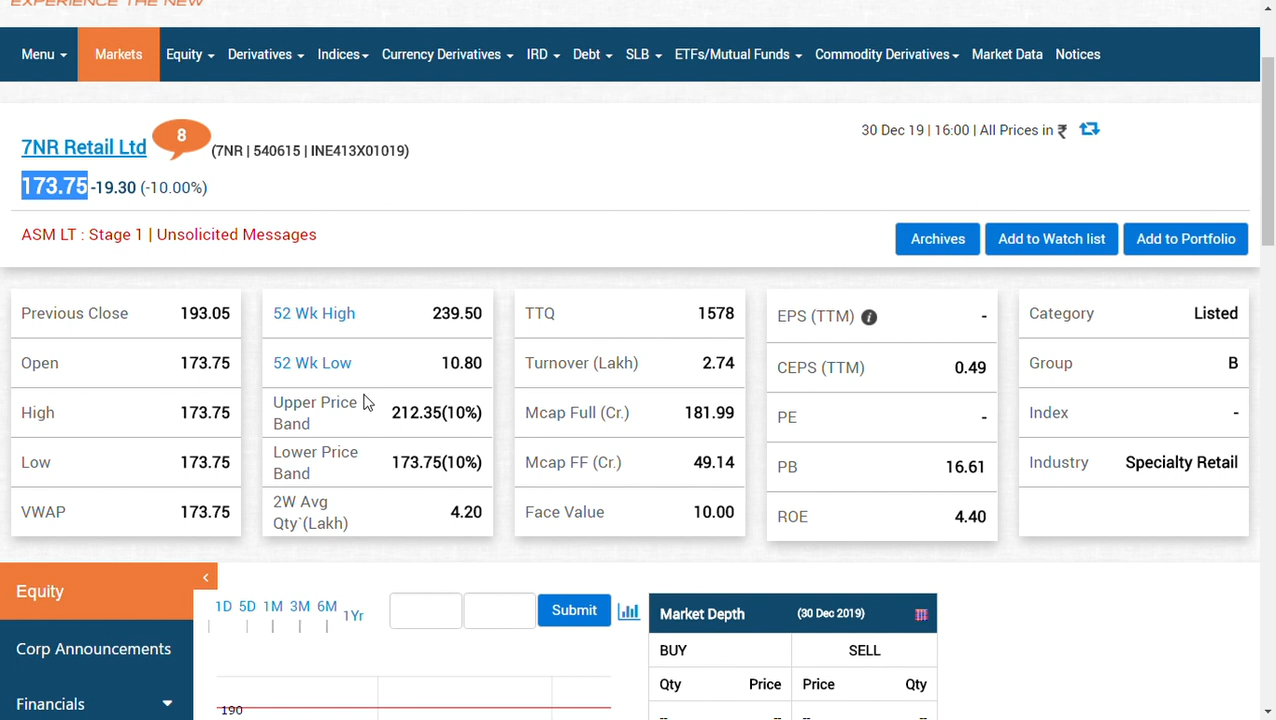 EXPERIENCE THE NEW
Menu Markets Equity Derivatives Indices Currency Derivatives IRD Debt SLB ETFs/Mutual Funds Commodity Derivatives Market Data Notices
7NR Retail Ltd 8 (7NR | 540615 | INE413X01019)
30 Dec 19 | 16:00 | All Prices in ₹
173.75 -19.30 (-10.00%)
ASM LT : Stage 1 | Unsolicited Messages
Archives Add to Watch list Add to Portfolio
Previous Close 193.05
Open 173.75
High 173.75
Low 173.75
VWAP 173.75
52 Wk High 239.50
52 Wk Low 10.80
Upper Price
Band 212.35(10%)
Lower Price
Band 173.75(10%)
2W Avg
Qty`(Lakh) 4.20
TTQ 1578
Turnover (Lakh) 2.74
Mcap Full (Cr.) 181.99
Mcap FF (Cr.) 49.14
Face Value 10.00
EPS (TTM) i -
CEPS (TTM) 0.49
PE -
PB 16.61
ROE 4.40
Category Listed
Group B
Index -
Industry Specialty Retail
Equity
Corp Announcements
Financials
1D 5D 1M 3M 6M 1Yr
Submit
190
Market Depth (30 Dec 2019)
BUY SELL
Qty Price Price Qty
-- -- -- --